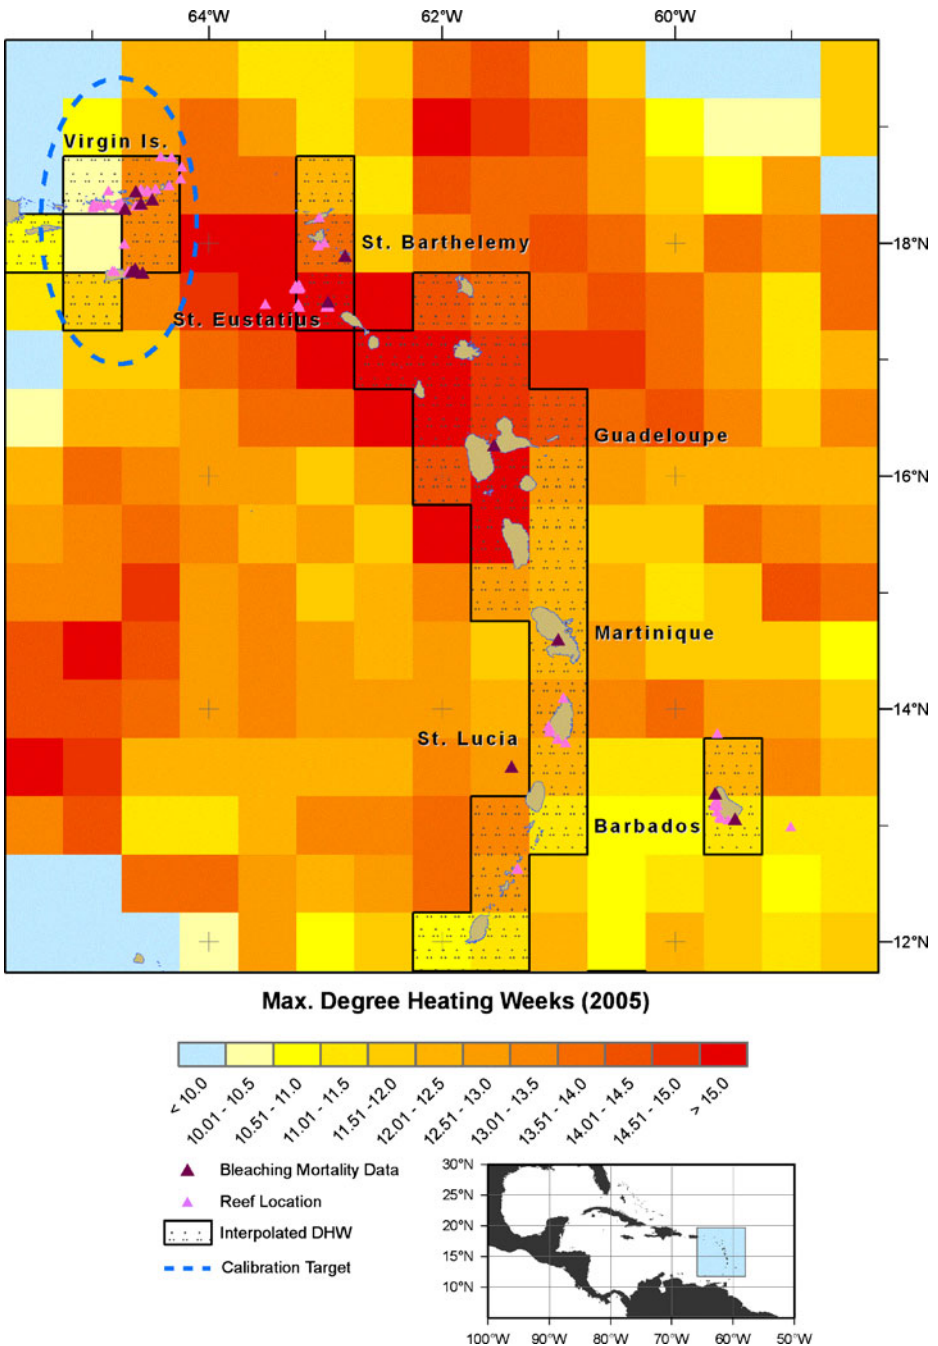 64°W
62°W
60°W
Virgin Is.
St. Barthelemy
18°N
St. Eustatius
Guadeloupe
16°N
Martinique
14°N
St. Lucia
Barbados
12°N
Max. Degree Heating Weeks (2005)
< 10.0
10.01 - 10.5
10.51 - 11.0
11.01 - 11.5
11.51 - 12.0
12.01 - 12.5
12.51 - 13.0
13.01 - 13.5
13.51 - 14.0
14.01 - 14.5
14.51 - 15.0
> 15.0
Bleaching Mortality Data
Reef Location
Interpolated DHW
Calibration Target
30°N
25°N
20°N
15°N
10°N
100°W 90°W 80°W 70°W 60°W 50°W